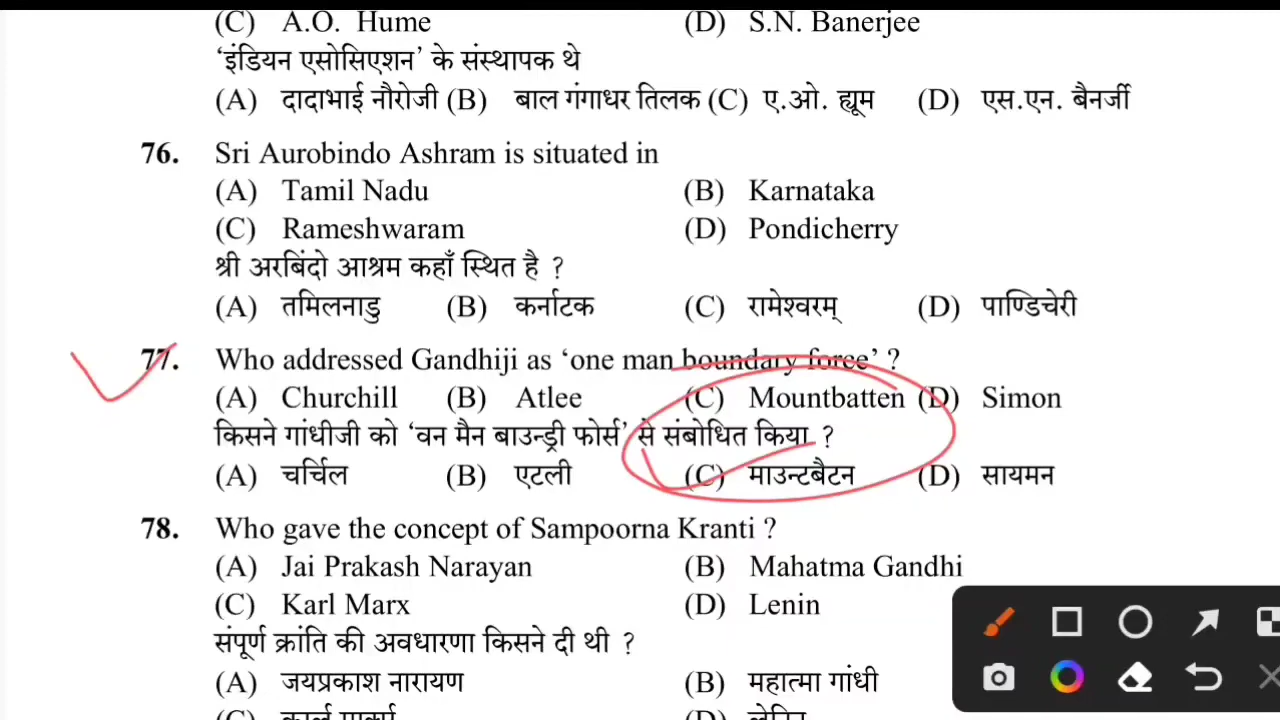 (C) A.O. Hume (D) S.N. Banerjee
‘इंडियन एसोसिएशन’ के संस्थापक थे
(A) दादाभाई नौरोजी (B) बाल गंगाधर तिलक (C) ए.ओ. ह्यूम (D) एस.एन. बैनर्जी
76. Sri Aurobindo Ashram is situated in
(A) Tamil Nadu (B) Karnataka
(C) Rameshwaram (D) Pondicherry
श्री अरबिंदो आश्रम कहाँ स्थित है ?
(A) तमिलनाडु (B) कर्नाटक (C) रामेश्वरम् (D) पाण्डिचेरी
77. Who addressed Gandhiji as ‘one man boundary force’ ?
(A) Churchill (B) Atlee (C) Mountbatten (D) Simon
किसने गांधीजी को ‘वन मैन बाउन्ड्री फोर्स’ से संबोधित किया ?
(A) चर्चिल (B) एटली (C) माउन्टबैटन (D) सायमन
78. Who gave the concept of Sampoorna Kranti ?
(A) Jai Prakash Narayan (B) Mahatma Gandhi
(C) Karl Marx (D) Lenin
संपूर्ण क्रांति की अवधारणा किसने दी थी ?
(A) जयप्रकाश नारायण (B) महात्मा गांधी
(C) (D)